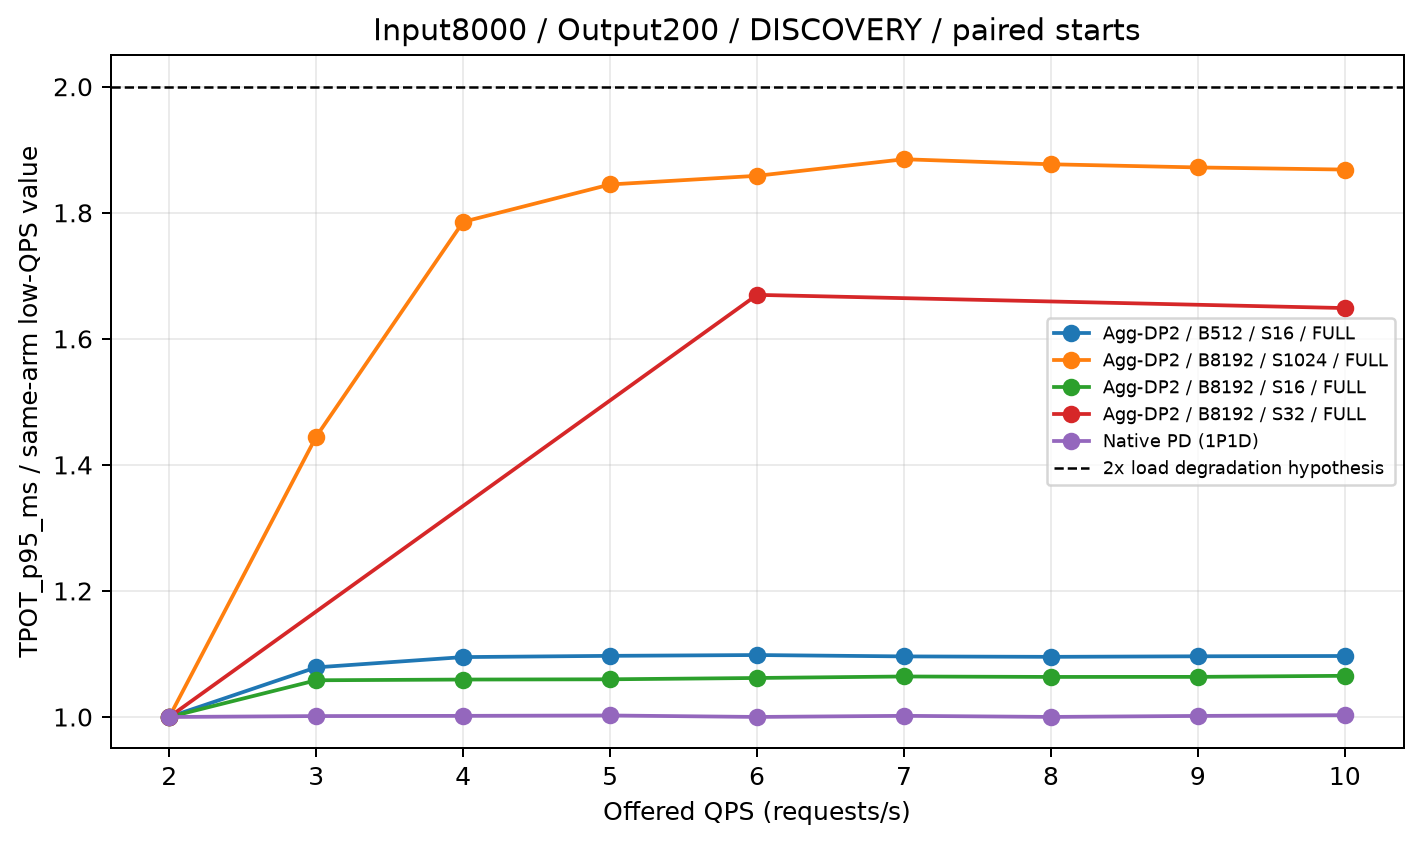 Input8000 / Output200 / DISCOVERY / paired starts
TPOT_p95_ms / same-arm low-QPS value
2.0
1.8
1.6
1.4
1.2
1.0
Agg-DP2 / B512 / S16 / FULL
Agg-DP2 / B8192 / S1024 / FULL
Agg-DP2 / B8192 / S16 / FULL
Agg-DP2 / B8192 / S32 / FULL
Native PD (1P1D)
2x load degradation hypothesis
2 3 4 5 6 7 8 9 10
Offered QPS (requests/s)